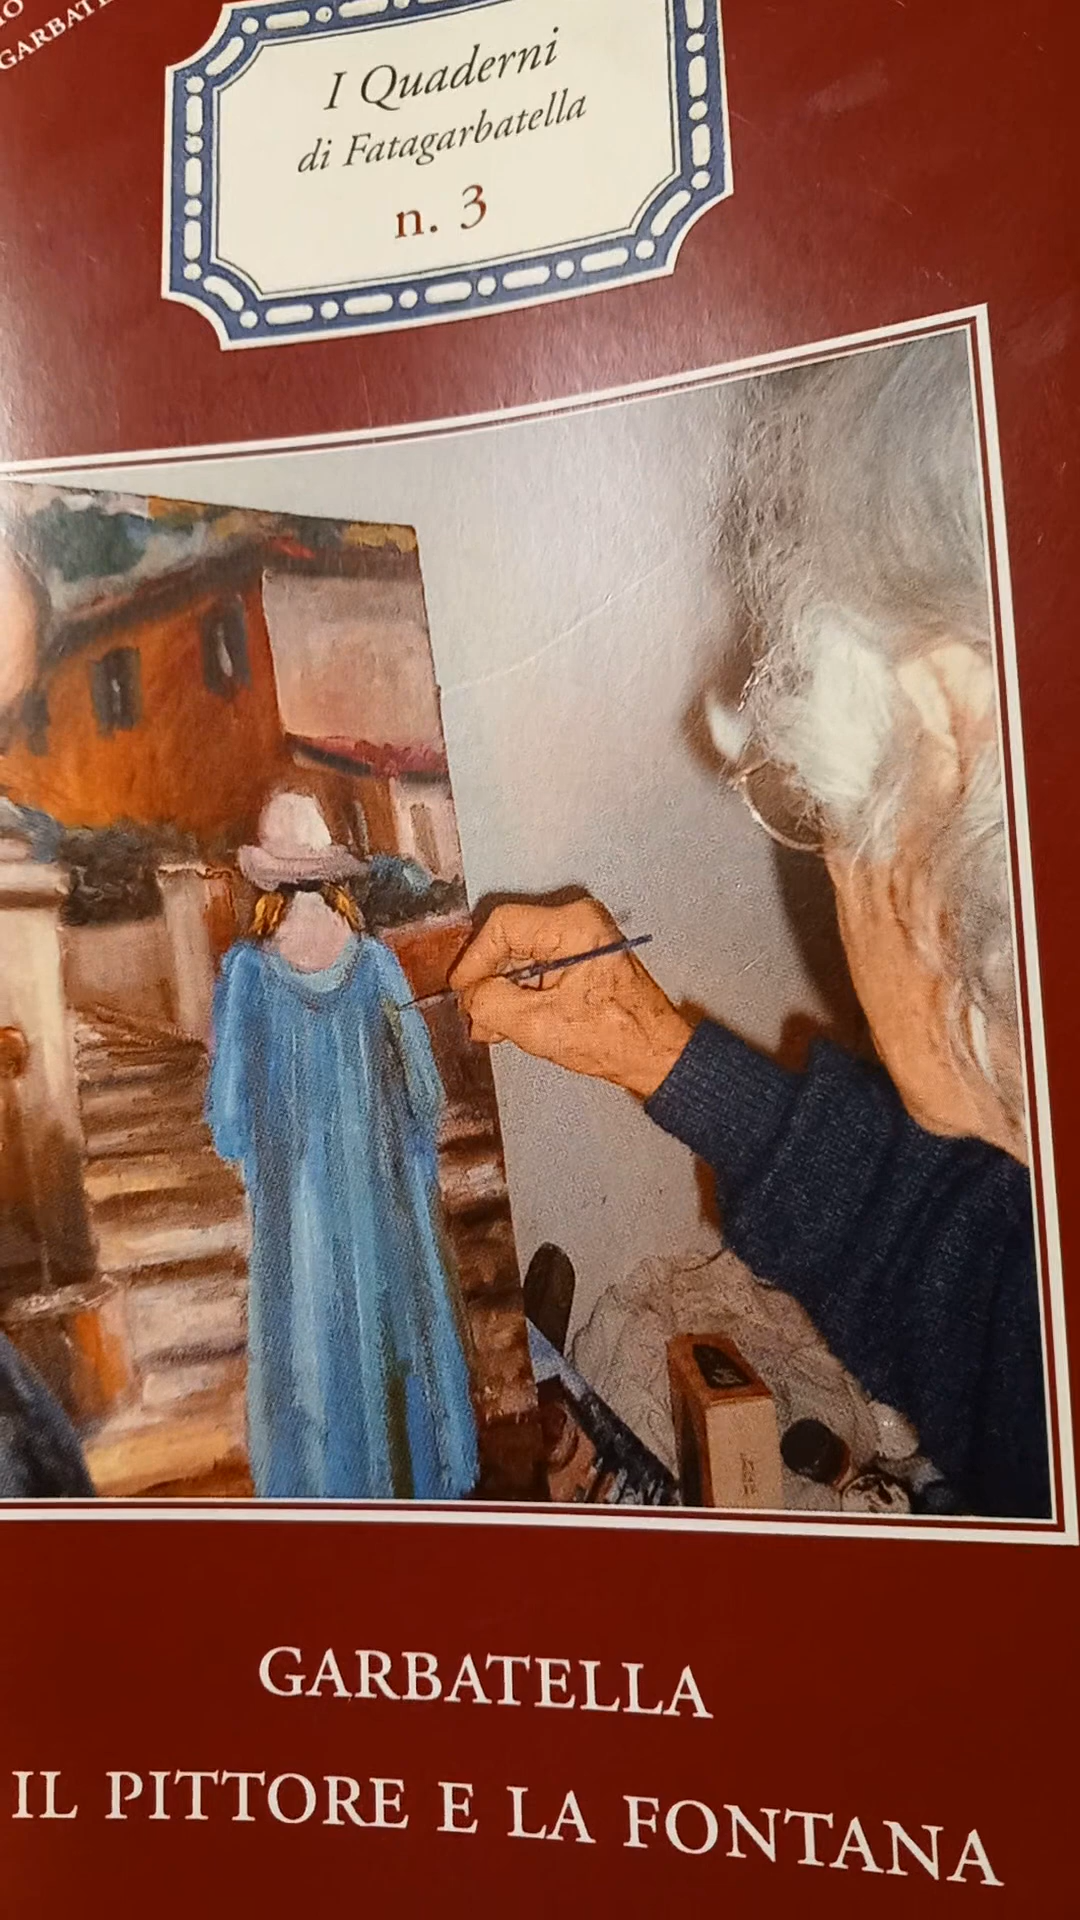 I Quaderni
di Fatagarbatella
n. 3
GARBATELLA
IL PITTORE E LA FONTANA